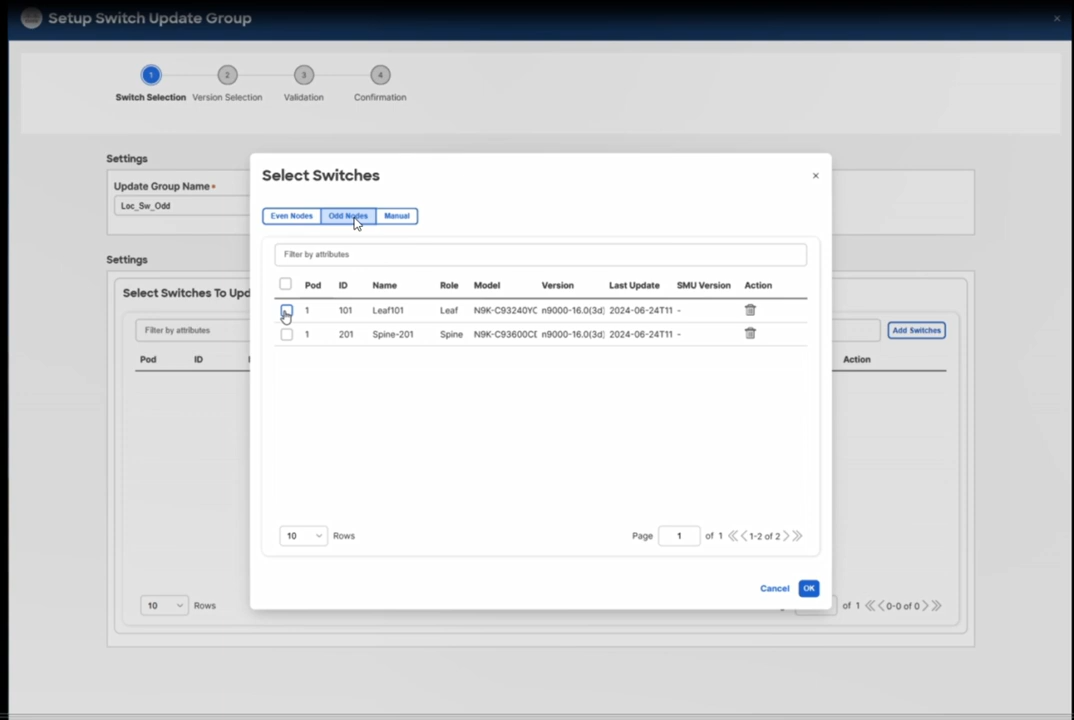 Setup Switch Update Group
1 2 3 4
Switch Selection Version Selection Validation Confirmation
Settings
Update Group Name
Loc_Sw_Odd
Settings
Select Switches To Upd
Filter by attributes
Add Switches
Pod ID Action
10 Rows of 1 0-0 of 0
Select Switches
Even Nodes Odd Nodes Manual
Filter by attributes
Pod ID Name Role Model Version Last Update SMU Version Action
1 101 Leaf101 Leaf N9K-C93240YC n9000-16.0(3d) 2024-06-24T11 -
1 201 Spine-201 Spine N9K-C93600CD n9000-16.0(3d) 2024-06-24T11 -
10 Rows Page 1 of 1 1-2 of 2
Cancel OK